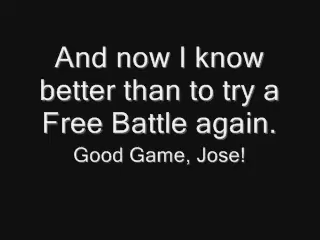 And now I know
better than to try a
Free Battle again.
Good Game, Jose!